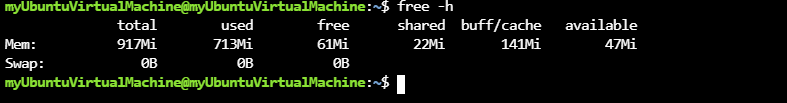 myUbuntuVirtualMachine@myUbuntuVirtualMachine:~$ free -h
total used free shared buff/cache available
Mem: 917Mi 713Mi 61Mi 22Mi 141Mi 47Mi
Swap: 0B 0B 0B
myUbuntuVirtualMachine@myUbuntuVirtualMachine:~$